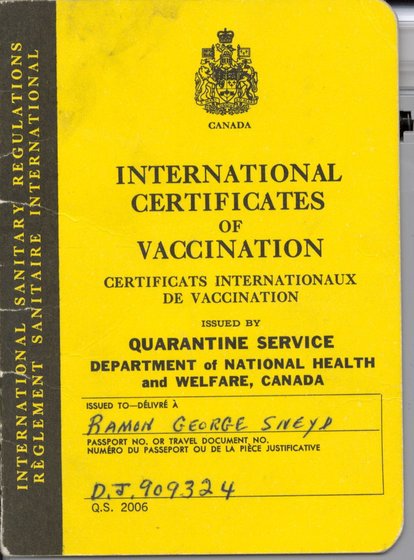 INTERNATIONAL SANITARY REGULATIONS
RÈGLEMENT SANITAIRE INTERNATIONAL
CANADA
INTERNATIONAL
CERTIFICATES
OF
VACCINATION
CERTIFICATS INTERNATIONAUX
DE VACCINATION
ISSUED BY
QUARANTINE SERVICE
DEPARTMENT of NATIONAL HEALTH
and WELFARE, CANADA
ISSUED TO—DÉLIVRÉ À
RAMON GEORGE SNEYD
PASSPORT NO. OR TRAVEL DOCUMENT NO.
NUMÉRO DU PASSEPORT OU DE LA PIÈCE JUSTIFICATIVE
D.J. 909324
Q.S. 2006